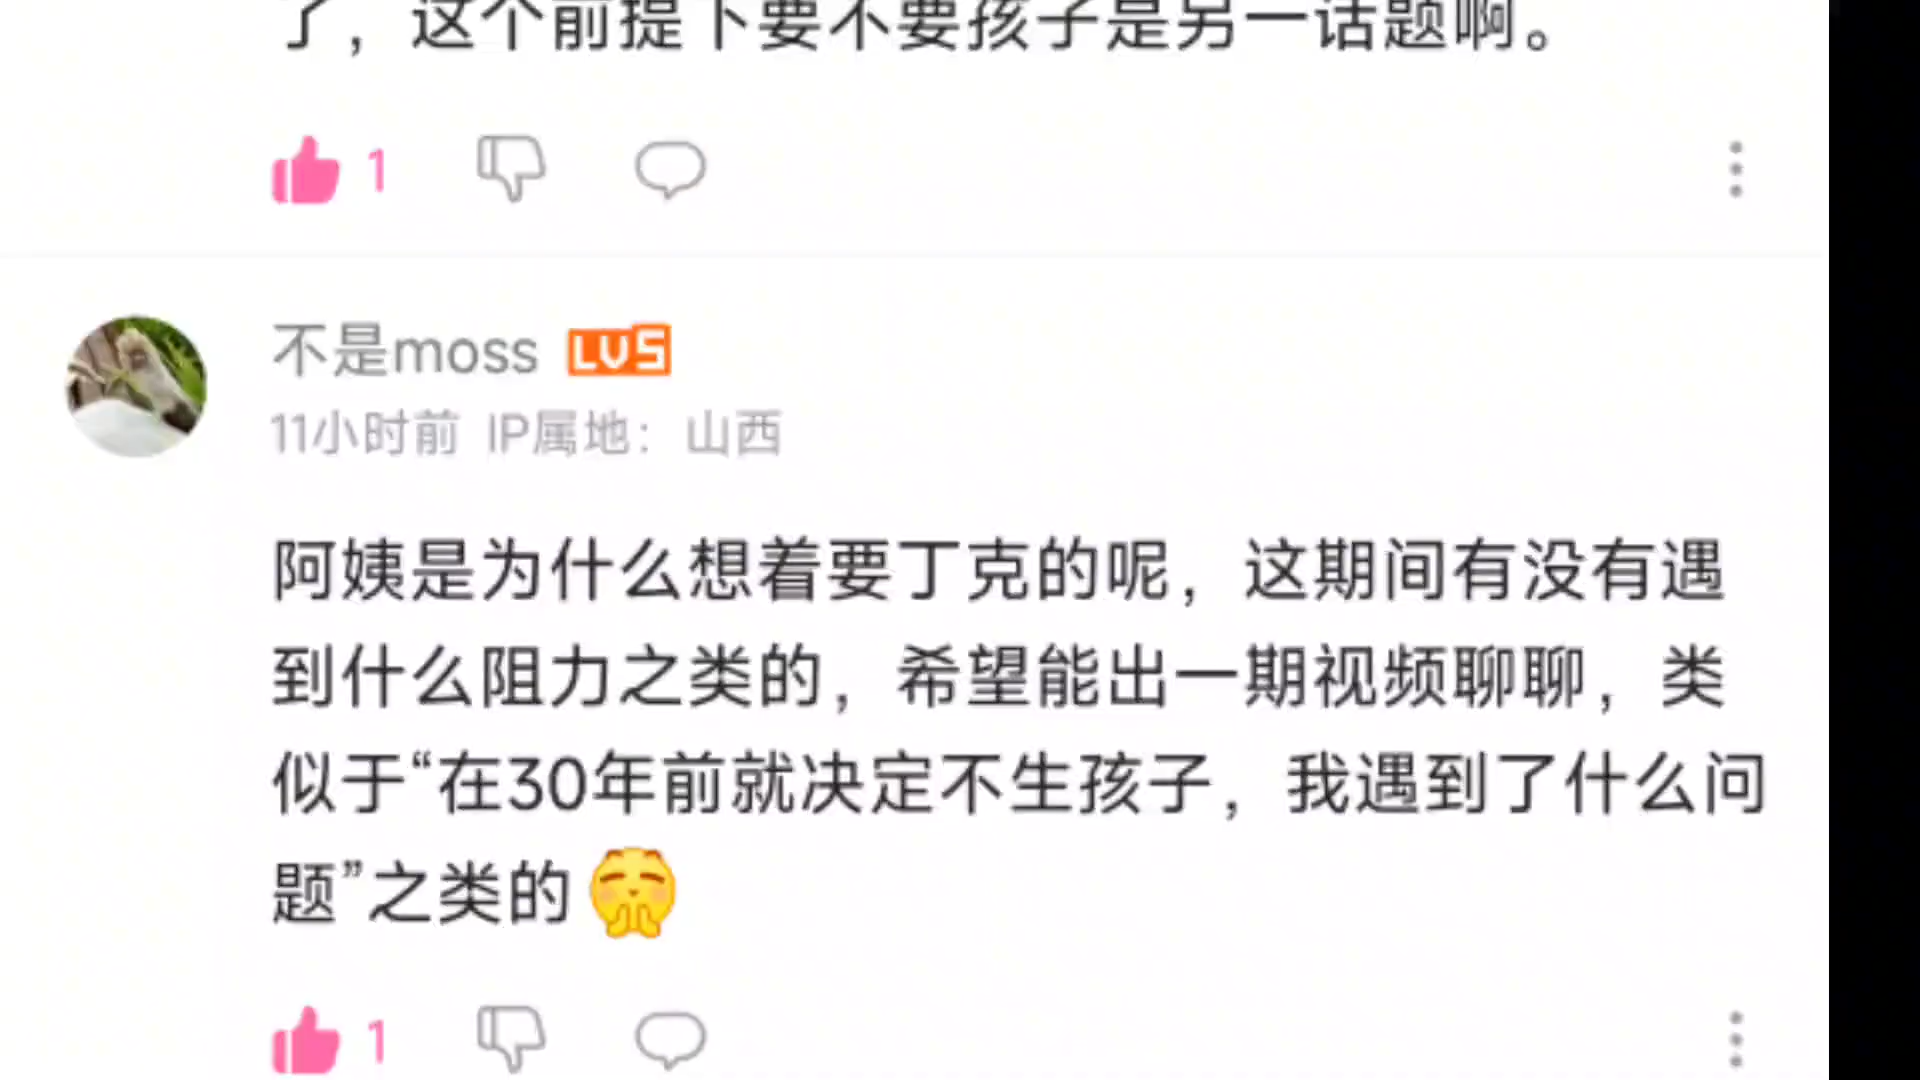 了，这个前提下要不要孩子是另一话题啊。
1
不是moss LV5
11小时前 IP属地：山西
阿姨是为什么想着要丁克的呢，这期间有没有遇
到什么阻力之类的，希望能出一期视频聊聊，类
似于“在30年前就决定不生孩子，我遇到了什么问
题”之类的
1